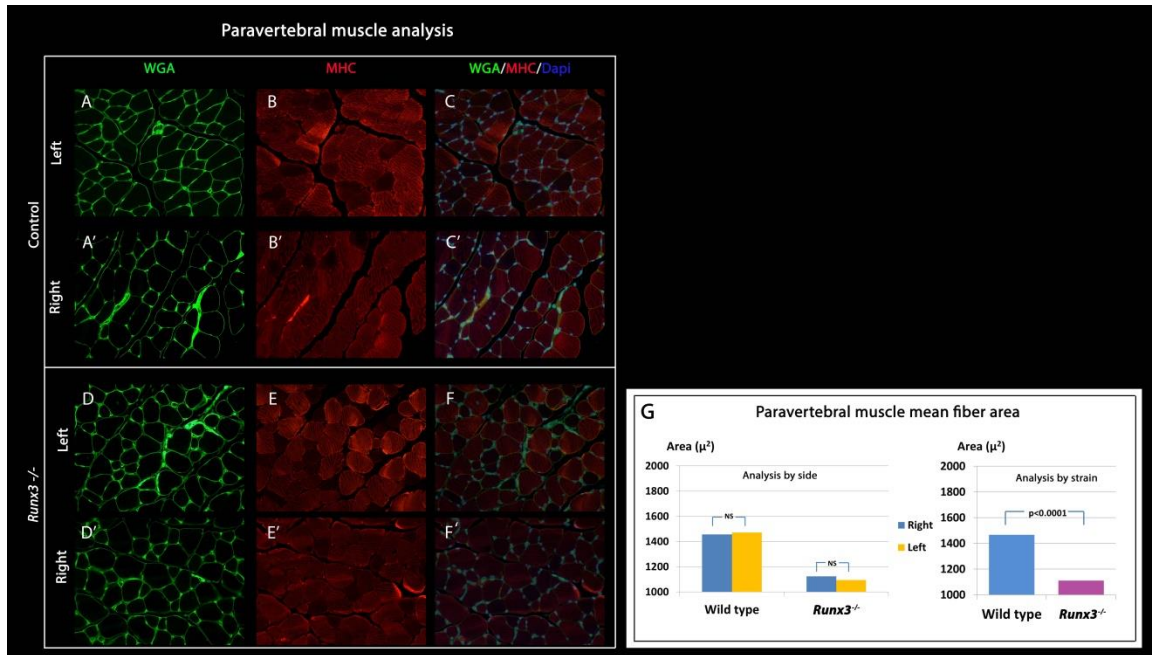 Paravertebral muscle analysis
WGA MHC WGA/MHC/Dapi
Control
Left
A B C
Right
A' B' C'
Runx3 -/-
Left
D E F
Right
D' E' F'
G Paravertebral muscle mean fiber area
Area (µ²)
2000
1800
1600
1400
1200
1000
Analysis by side
NS
NS
Wild type Runx3-/-
Right
Left
Area (µ²)
2000
1800
1600
1400
1200
1000
Analysis by strain
p<0.0001
Wild type Runx3-/-